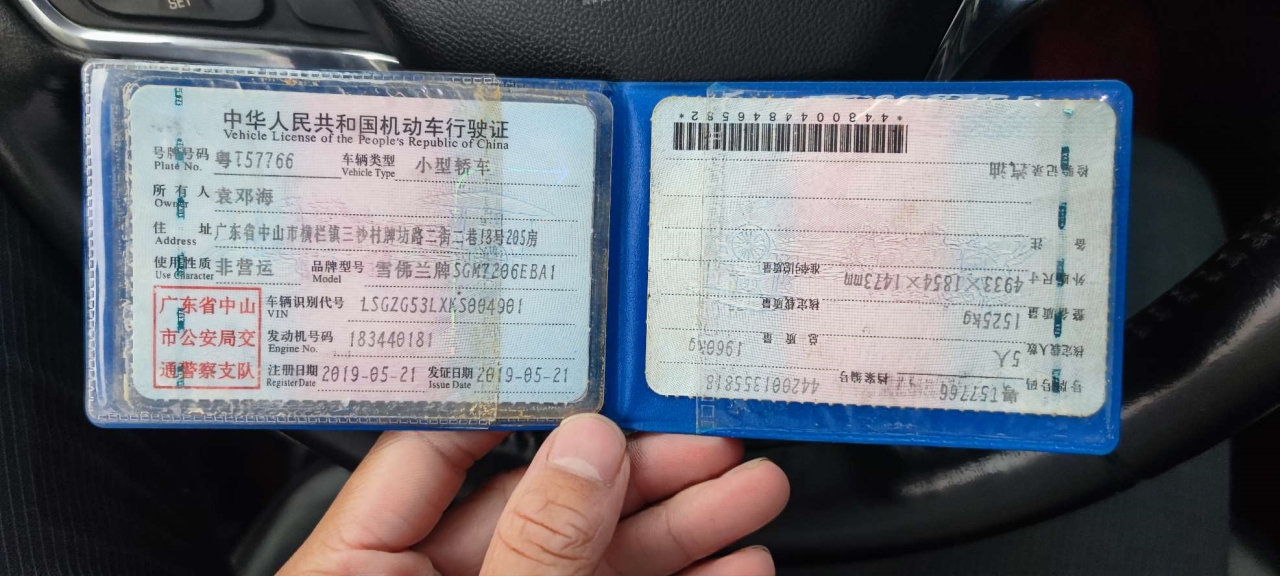 SET
中华人民共和国机动车行驶证
Vehicle License of the People's Republic of China
号牌号码 粤T57766 车辆类型 小型轿车
Plate No. Vehicle Type
所有人 袁邓海
Owner
住址 广东省中山市横栏镇三沙村牌坊路二街二巷18号205房
Address
使用性质 非营运 品牌型号 雪佛兰牌SGM7206EBA1
Use Character Model
广东省中山
市公安局交
通警察支队
车辆识别代号 LSGZG53LXKS004901
VIN
发动机号码 183440181
Engine No.
注册日期 2019-05-21 发证日期 2019-05-21
Register Date Issue Date
号牌号码 粤T57766 档案编号 442001355818
核定载人数 5人 总质量 1960kg
整备质量 1525kg 核定载质量
外廓尺寸 4933×1854×1473mm 准牵引总质量
备注
检验记录 汽油
*4430004846592*